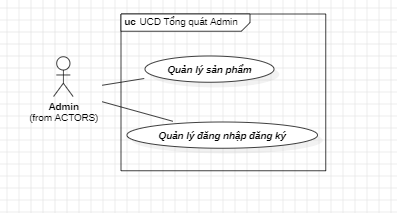 uc UCD Tổng quát Admin
Quản lý sản phẩm
Admin
(from ACTORS)
Quản lý đăng nhập đăng ký